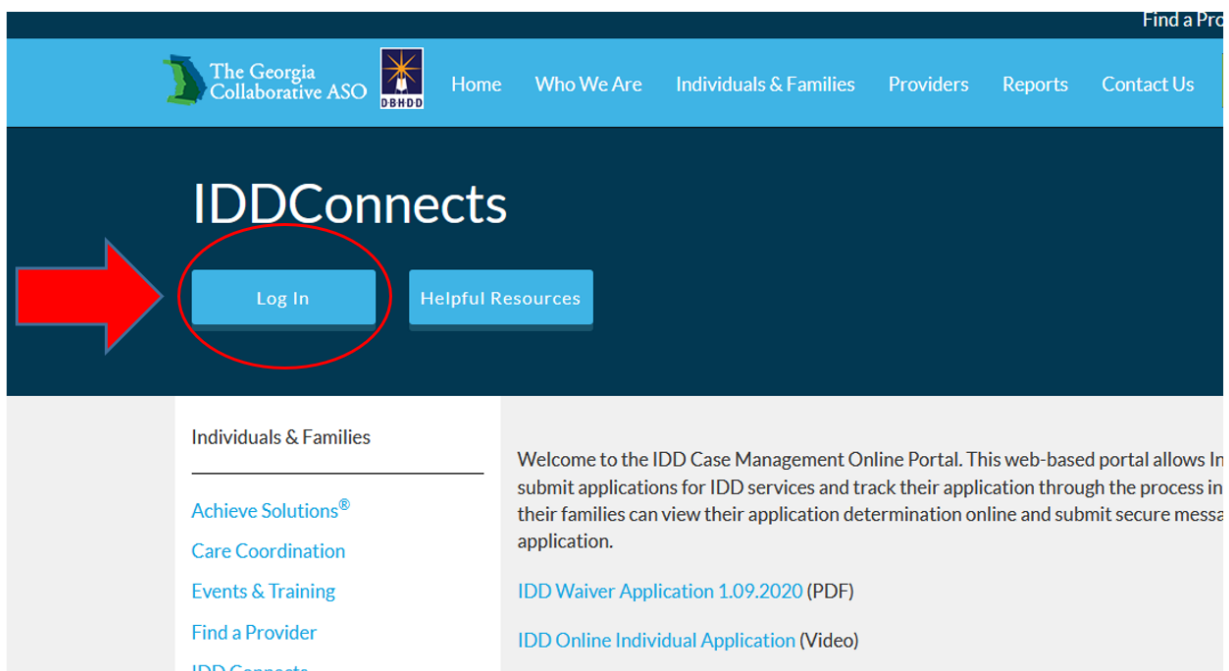 Find a Pro
The Georgia
Collaborative ASO
DBHDD
Home Who We Are Individuals & Families Providers Reports Contact Us
IDDConnects
Log In
Helpful Resources
Individuals & Families
Achieve Solutions®
Care Coordination
Events & Training
Find a Provider
IDD Connects
Welcome to the IDD Case Management Online Portal. This web-based portal allows In
submit applications for IDD services and track their application through the process in
their families can view their application determination online and submit secure messa
application.
IDD Waiver Application 1.09.2020 (PDF)
IDD Online Individual Application (Video)